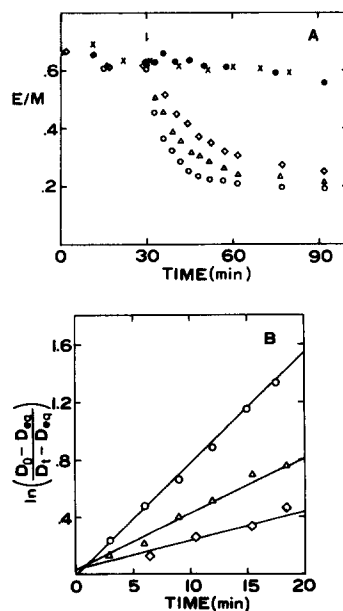 A
E/M
.6
.4
.2
0
0 30 60 90
TIME (min)
B
ln(D₀ - Deq / Dt - Deq)
1.6
1.2
.8
.4
0 5 10 15 20
TIME (min)